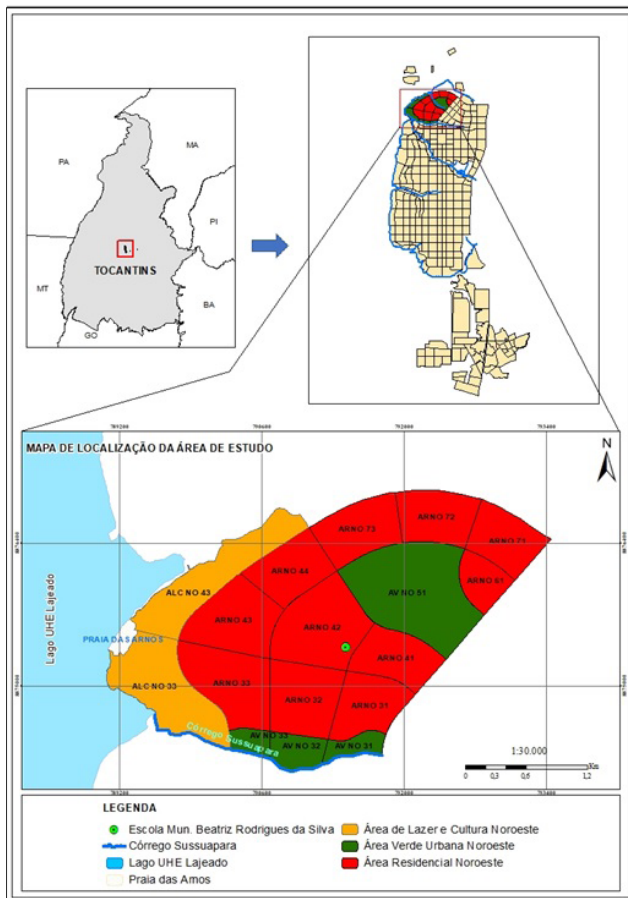 PA
MA
PI
TOCANTINS
MT
BA
GO
MAPA DE LOCALIZAÇÃO DA ÁREA DE ESTUDO
N
ARNO 73
ARNO 72
ARNO 71
ARNO 44
ARNO 61
AV NO 51
ALC NO 43
ARNO 43
ARNO 42
PRAIA DAS ARNOS
ARNO 41
Lago UHE Lajeado
ALC NO 33
ARNO 33
ARNO 32
ARNO 31
Córrego Sussuapara
AV NO 33
AV NO 32
AV NO 31
1:30.000
Km
0 0,3 0,6 1,2
LEGENDA
Escola Mun. Beatriz Rodrigues da Silva
Área de Lazer e Cultura Noroeste
Córrego Sussuapara
Área Verde Urbana Noroeste
Lago UHE Lajeado
Área Residencial Noroeste
Praia das Arnos